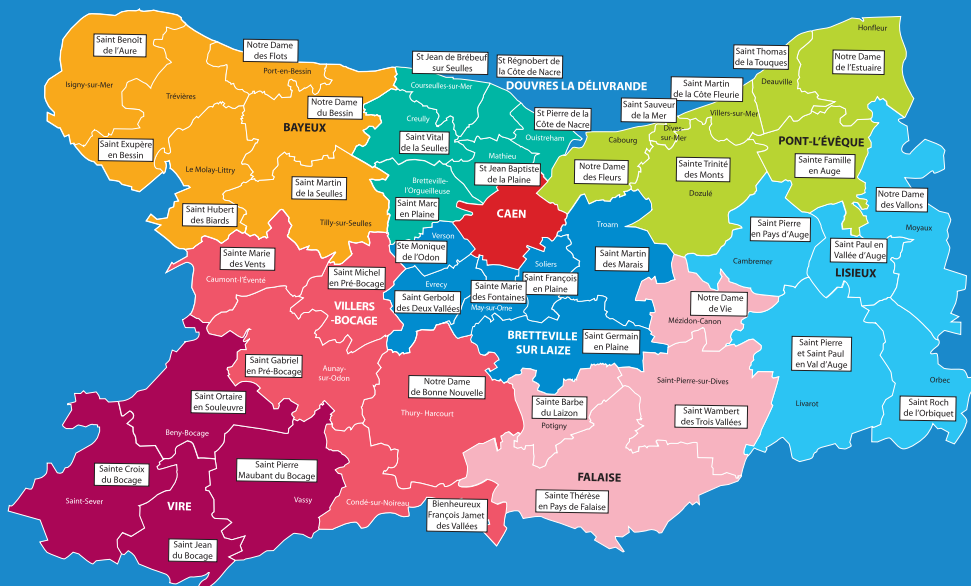 Saint Benoît
de l'Aure
Isigny-sur-Mer
Trévières
Notre Dame
des Flots
Port-en-Bessin
Notre Dame
du Bessin
BAYEUX
Saint Exupère
en Bessin
Le Molay-Littry
Saint Martin
de la Seulles
Saint Hubert
des Biards
Tilly-sur-Seulles
St Jean de Brébeuf
sur Seulles
St Régnobert de
la Côte de Nacre
DOUVRES LA DÉLIVRANDE
Courseulles-sur-Mer
Creully
St Pierre de la
Côte de Nacre
Ouistreham
Saint Vital
de la Seulles
Mathieu
St Jean Baptiste
de la Plaine
Bretteville-
l'Orgueilleuse
Saint Marc
en Plaine
CAEN
Honfleur
Saint Thomas
de la Touques
Notre Dame
de l'Estuaire
Deauville
Saint Martin
de la Côte Fleurie
Villers-sur-Mer
Saint Sauveur
de la Mer
Dives-
sur-Mer
Cabourg
PONT-L'ÉVÊQUE
Sainte Famille
en Auge
Notre Dame
des Fleurs
Sainte Trinité
des Monts
Dozulé
Notre Dame
des Vallons
Moyaux
Saint Pierre
en Pays d'Auge
Saint Paul en
Vallée d'Auge
Cambremer
LISIEUX
Saint Pierre
et Saint Paul
en Val d'Auge
Livarot
Orbec
Saint Roch
de l'Orbiquet
Verson
Ste Monique
de l'Odon
Troarn
Saint Martin
des Marais
Soliers
Saint François
en Plaine
Evrecy
Sainte Marie
des Fontaines
May-sur-Orne
Saint Gerbold
des Deux Vallées
BRETTEVILLE
SUR LAIZE
Saint Germain
en Plaine
Sainte Marie
des Vents
Caumont-l'Éventé
Saint Michel
en Pré-Bocage
VILLERS
-BOCAGE
Saint Gabriel
en Pré-Bocage
Aunay-
sur-Odon
Notre Dame
de Bonne Nouvelle
Thury- Harcourt
Condé-sur-Noireau
Bienheureux
François Jamet
des Vallées
Notre Dame
de Vie
Mézidon-Canon
Saint-Pierre-sur-Dives
Sainte Barbe
du Laizon
Potigny
Saint Wambert
des Trois Vallées
FALAISE
Sainte Thérèse
en Pays de Falaise
Saint Ortaire
en Souleuvre
Beny-Bocage
Sainte Croix
du Bocage
Saint-Sever
Saint Pierre
Maubant du Bocage
Vassy
VIRE
Saint Jean
du Bocage